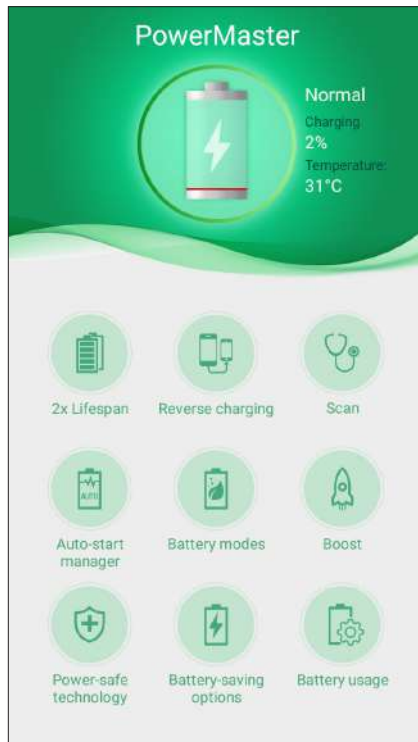 PowerMaster
Normal
Charging:
2%
Temperature:
31°C
2x Lifespan
Reverse charging
Scan
AUTO
Auto-start
manager
Battery modes
Boost
Power-safe
technology
Battery-saving
options
Battery usage